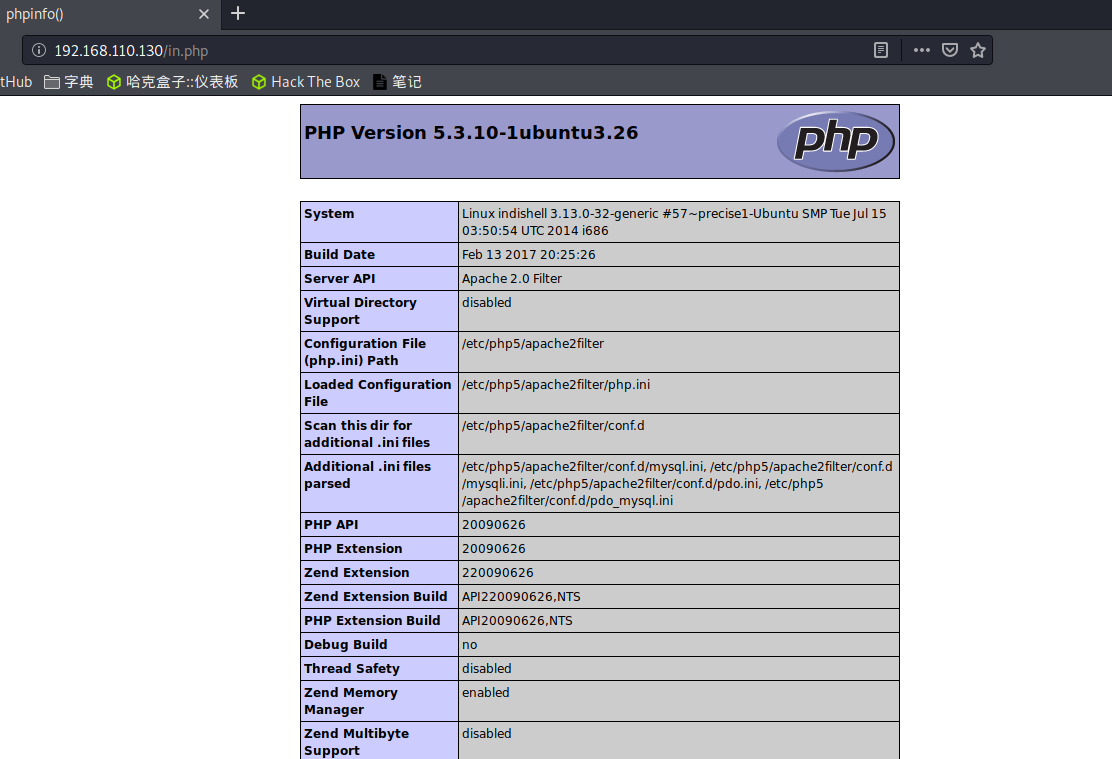 phpinfo()
192.168.110.130/in.php
tHub 字典 哈克盒子::仪表板 Hack The Box 笔记
PHP Version 5.3.10-1ubuntu3.26
php
System Linux indishell 3.13.0-32-generic #57~precise1-Ubuntu SMP Tue Jul 15
03:50:54 UTC 2014 i686
Build Date Feb 13 2017 20:25:26
Server API Apache 2.0 Filter
Virtual Directory disabled
Support
Configuration File /etc/php5/apache2filter
(php.ini) Path
Loaded Configuration /etc/php5/apache2filter/php.ini
File
Scan this dir for /etc/php5/apache2filter/conf.d
additional .ini files
Additional .ini files /etc/php5/apache2filter/conf.d/mysql.ini, /etc/php5/apache2filter/conf.d
parsed /mysqli.ini, /etc/php5/apache2filter/conf.d/pdo.ini, /etc/php5
/apache2filter/conf.d/pdo_mysql.ini
PHP API 20090626
PHP Extension 20090626
Zend Extension 220090626
Zend Extension Build API220090626,NTS
PHP Extension Build API20090626,NTS
Debug Build no
Thread Safety disabled
Zend Memory enabled
Manager
Zend Multibyte disabled
Support